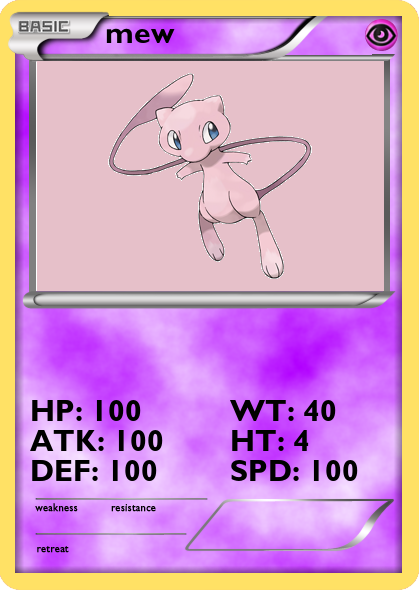 BASIC mew
HP: 100 WT: 40
ATK: 100 HT: 4
DEF: 100 SPD: 100
weakness resistance
retreat